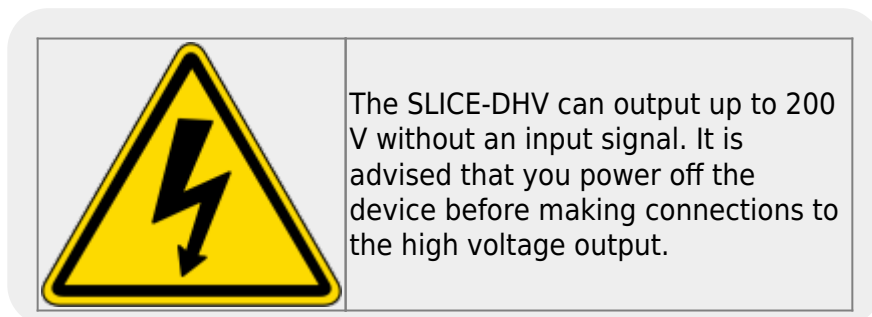 The SLICE-DHV can output up to 200
V without an input signal. It is
advised that you power off the
device before making connections to
the high voltage output.